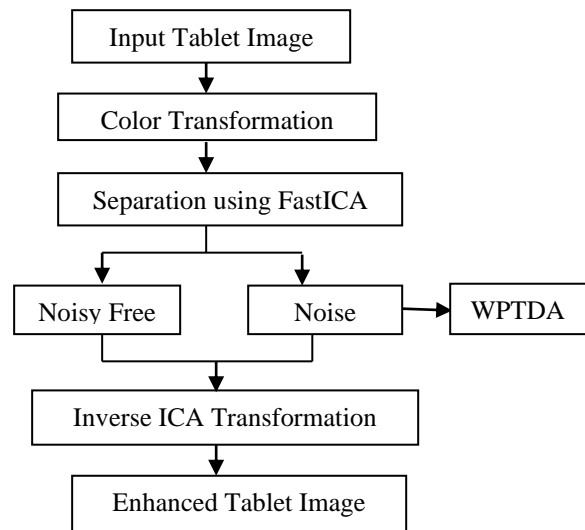 Input Tablet Image
Color Transformation
Separation using FastICA
Noisy Free
Noise
WPTDA
Inverse ICA Transformation
Enhanced Tablet Image